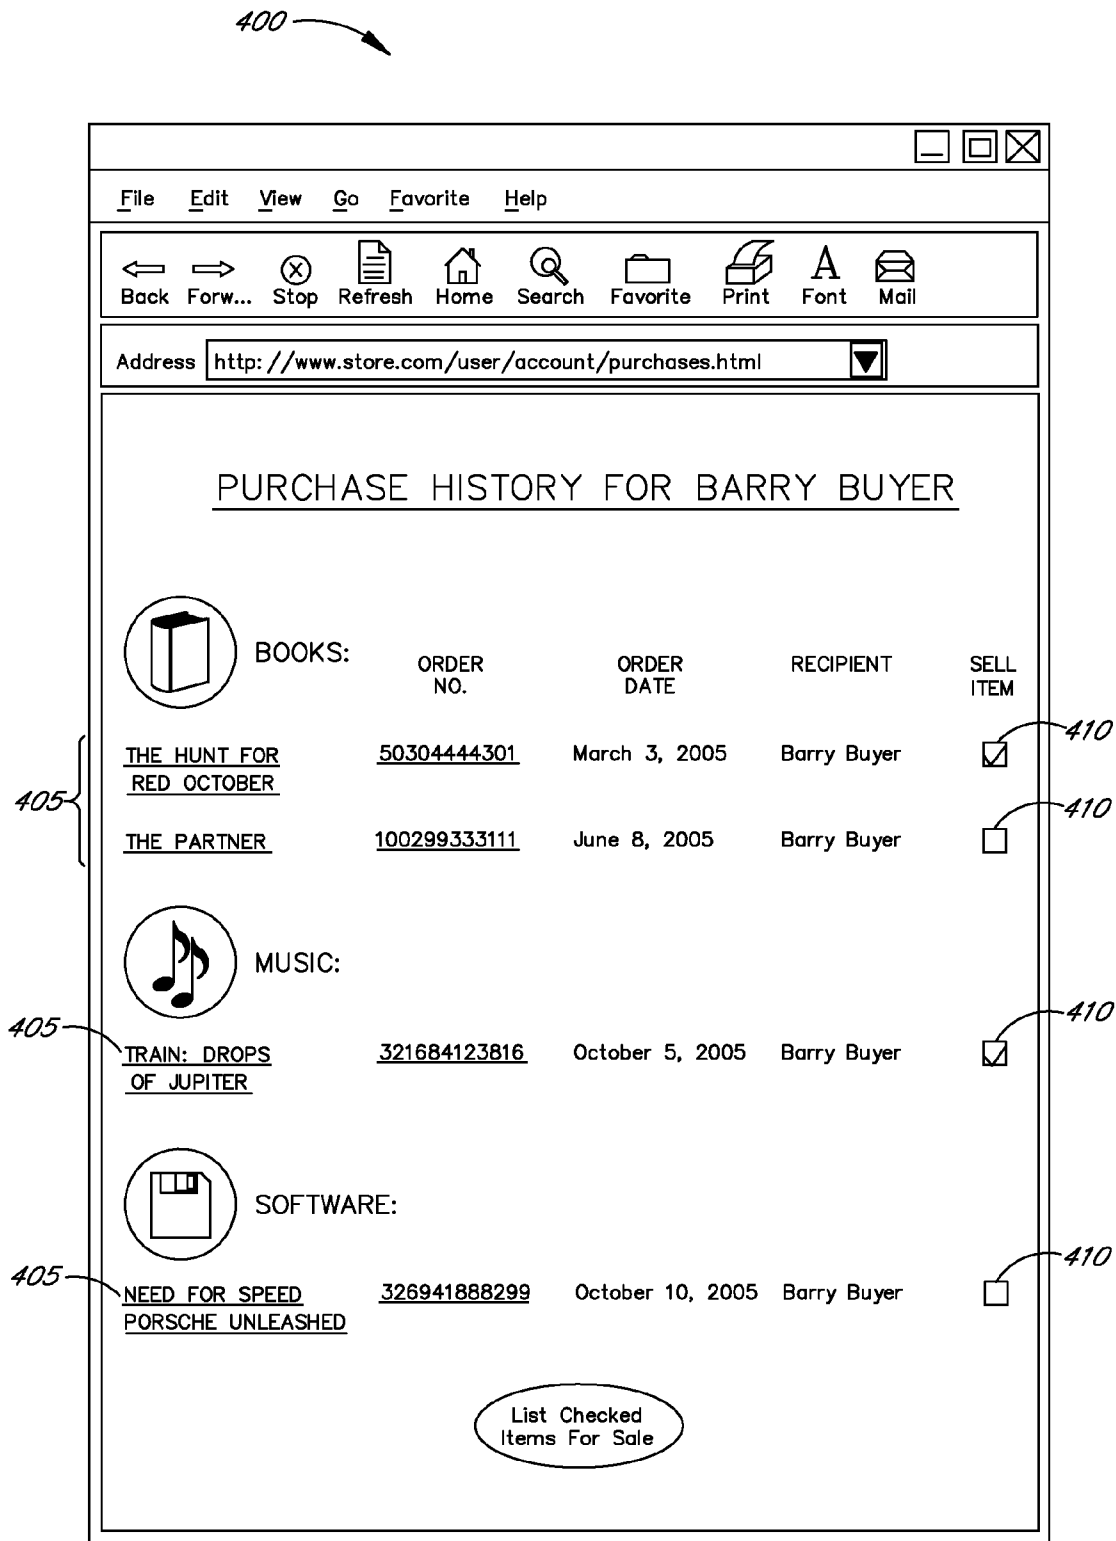 400
File Edit View Go Favorite Help
Back Forw... Stop Refresh Home Search Favorite Print Font Mail
Address http://www.store.com/user/account/purchases.html
PURCHASE HISTORY FOR BARRY BUYER
BOOKS: ORDER ORDER RECIPIENT SELL
NO. DATE ITEM
410
THE HUNT FOR 50304444301 March 3, 2005 Barry Buyer
RED OCTOBER
405
410
THE PARTNER 100299333111 June 8, 2005 Barry Buyer
MUSIC:
410
405
TRAIN: DROPS 321684123816 October 5, 2005 Barry Buyer
OF JUPITER
SOFTWARE:
410
405
NEED FOR SPEED 326941888299 October 10, 2005 Barry Buyer
PORSCHE UNLEASHED
List Checked
Items For Sale